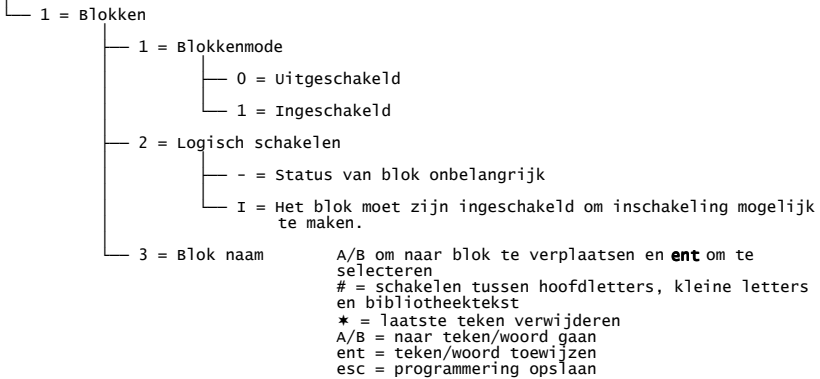 1 = Blokken
1 = Blokkenmode
0 = Uitgeschakeld
1 = Ingeschakeld
2 = Logisch schakelen
- = Status van blok onbelangrijk
I = Het blok moet zijn ingeschakeld om inschakeling mogelijk
te maken.
3 = Blok naam A/B om naar blok te verplaatsen en ent om te
selecteren
# = schakelen tussen hoofdletters, kleine letters
en bibliotheektekst
✶ = laatste teken verwijderen
A/B = naar teken/woord gaan
ent = teken/woord toewijzen
esc = programmering opslaan